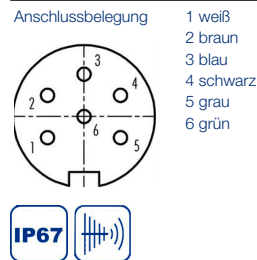 Anschlussbelegung
1 weiß
2 braun
3 blau
4 schwarz
5 grau
6 grün
3
2
4
6
1
5
IP67